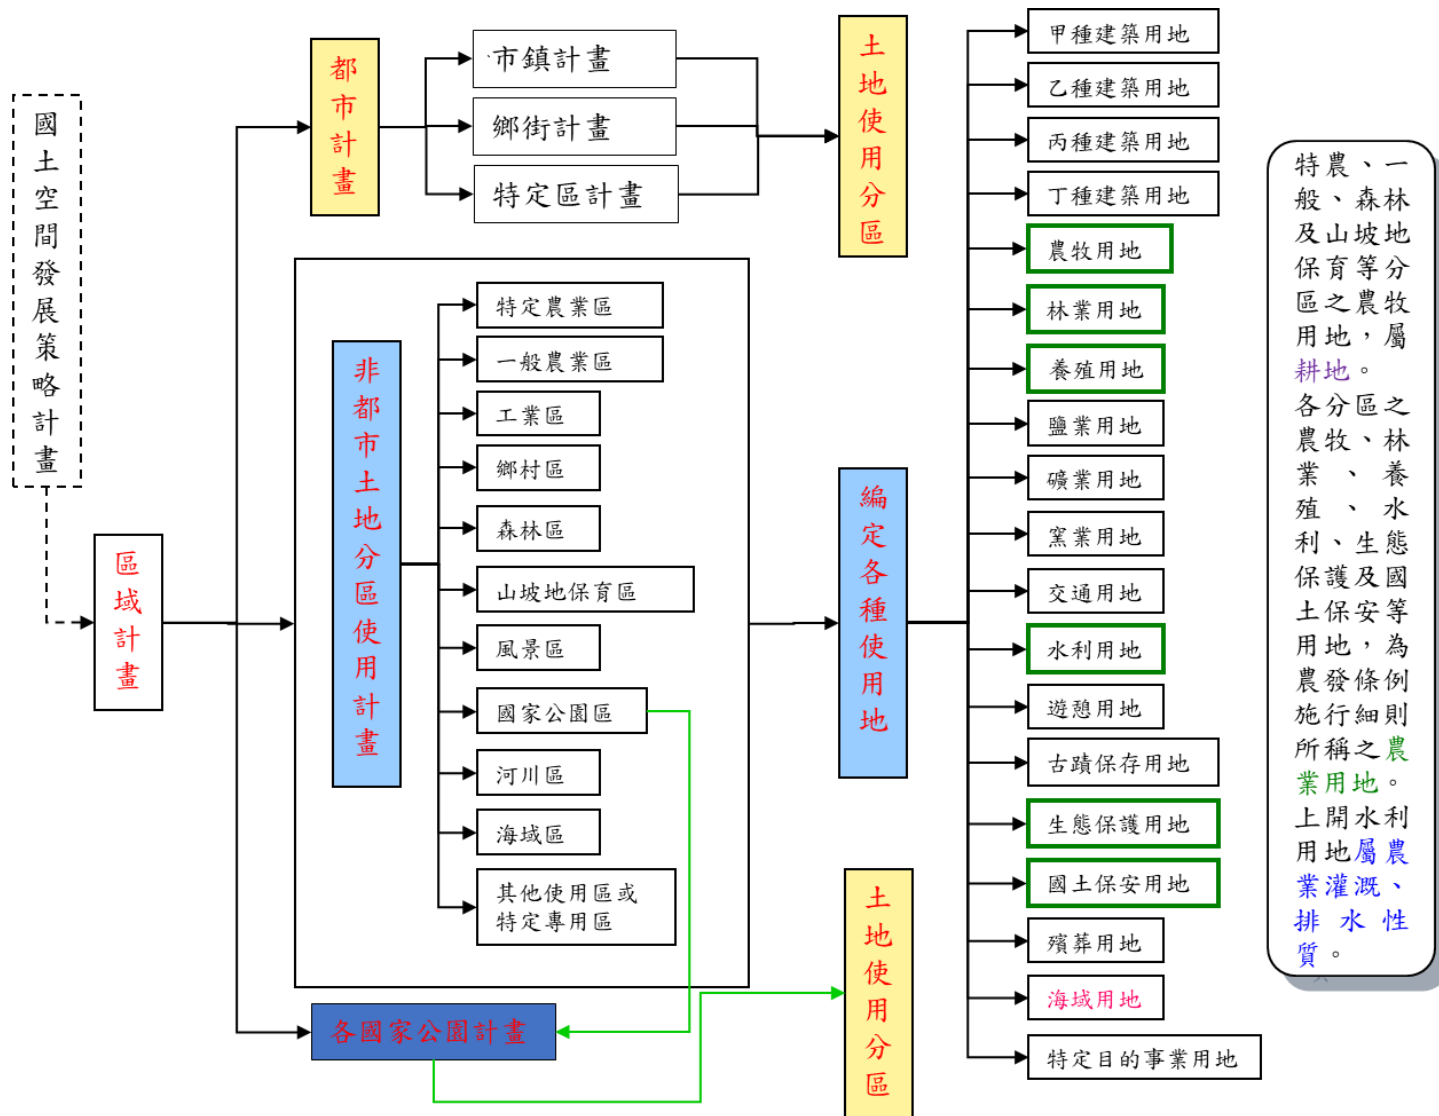 國土空間發展策略計畫
區域計畫
都市計畫
市鎮計畫
鄉街計畫
特定區計畫
土地使用分區
非都市土地分區使用計畫
特定農業區
一般農業區
工業區
鄉村區
森林區
山坡地保育區
風景區
國家公園區
河川區
海域區
其他使用區或
特定專用區
各國家公園計畫
土地使用分區
編定各種使用地
甲種建築用地
乙種建築用地
丙種建築用地
丁種建築用地
農牧用地
林業用地
養殖用地
鹽業用地
礦業用地
窯業用地
交通用地
水利用地
遊憩用地
古蹟保存用地
生態保護用地
國土保安用地
殯葬用地
海域用地
特定目的事業用地
特農、一
般、森林
及山坡地
保育等分
區之農牧
用地，屬
耕地。
各分區之
農牧、林
業、養
殖、水
利、生態
保護及國
土保安等
用地，為
農發條例
施行細則
所稱之農
業用地。
上開水利
用地屬農
業灌溉、
排水性
質。